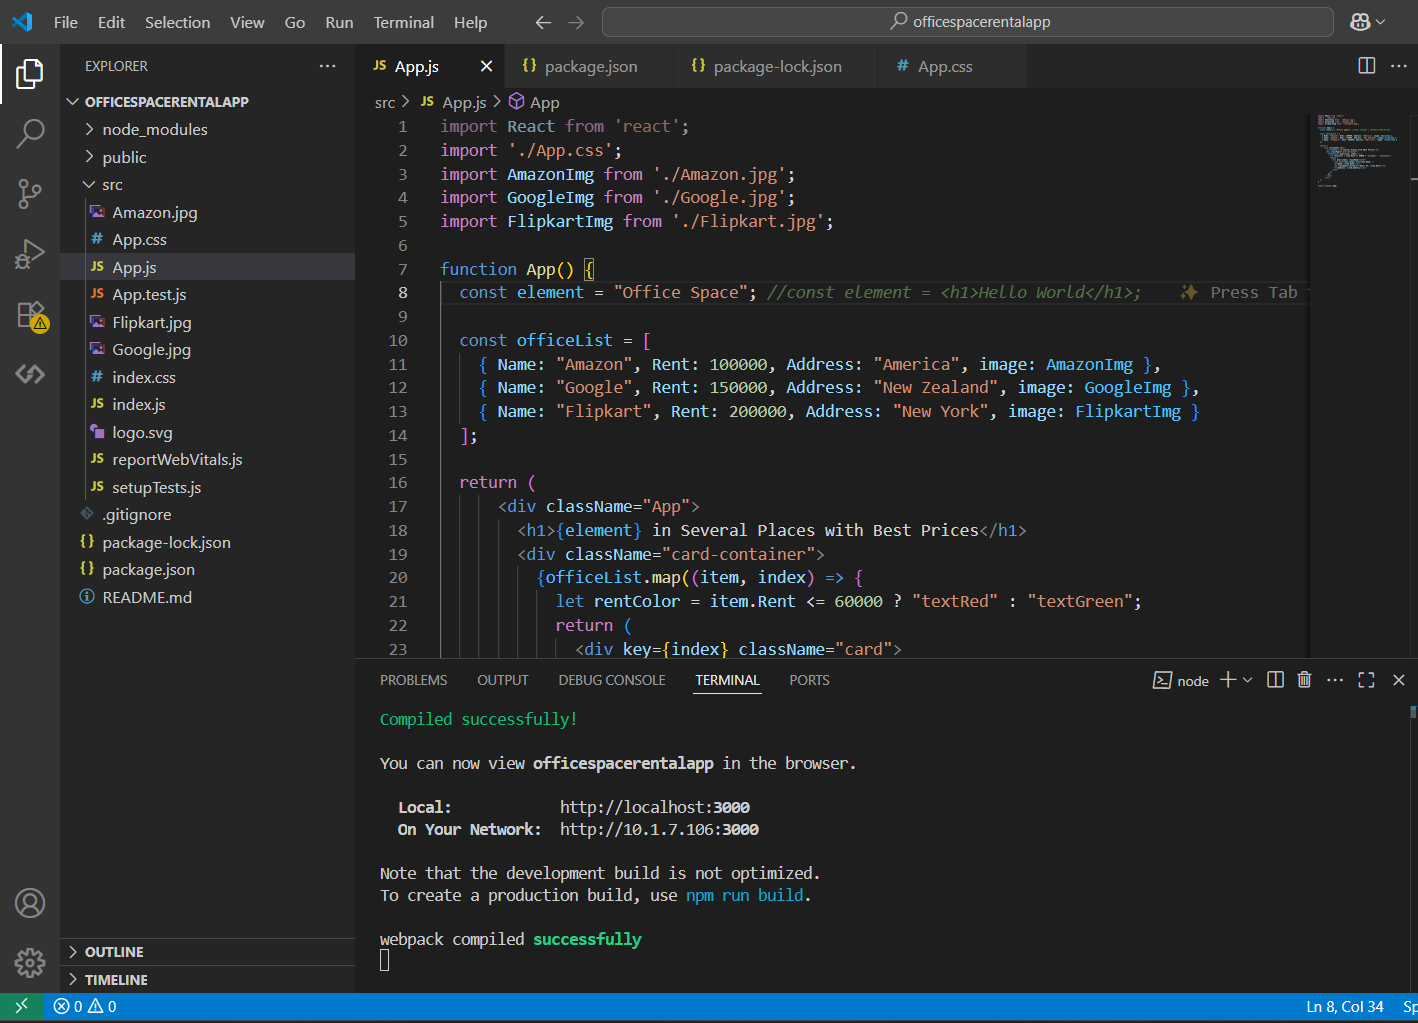 File Edit Selection View Go Run Terminal Help
officespacerentalapp
EXPLORER
OFFICESPACERENTALAPP
node_modules
public
src
Amazon.jpg
# App.css
JS App.js
JS App.test.js
Flipkart.jpg
Google.jpg
# index.css
JS index.js
logo.svg
JS reportWebVitals.js
JS setupTests.js
.gitignore
{} package-lock.json
{} package.json
README.md
OUTLINE
TIMELINE
JS App.js
{} package.json
{} package-lock.json
# App.css
src > JS App.js > App
1 import React from 'react';
2 import './App.css';
3 import AmazonImg from './Amazon.jpg';
4 import GoogleImg from './Google.jpg';
5 import FlipkartImg from './Flipkart.jpg';
6
7 function App() {
8 const element = "Office Space"; //const element = <h1>Hello World</h1>; Press Tab
9
10 const officeList = [
11 { Name: "Amazon", Rent: 100000, Address: "America", image: AmazonImg },
12 { Name: "Google", Rent: 150000, Address: "New Zealand", image: GoogleImg },
13 { Name: "Flipkart", Rent: 200000, Address: "New York", image: FlipkartImg }
14 ];
15
16 return (
17 <div className="App">
18 <h1>{element} in Several Places with Best Prices</h1>
19 <div className="card-container">
20 {officeList.map((item, index) => {
21 let rentColor = item.Rent <= 60000 ? "textRed" : "textGreen";
22 return (
23 <div key={index} className="card">
PROBLEMS OUTPUT DEBUG CONSOLE TERMINAL PORTS
node
Compiled successfully!
You can now view officespacerentalapp in the browser.
Local: http://localhost:3000
On Your Network: http://10.1.7.106:3000
Note that the development build is not optimized.
To create a production build, use npm run build.
webpack compiled successfully
0 0
Ln 8, Col 34 Sp